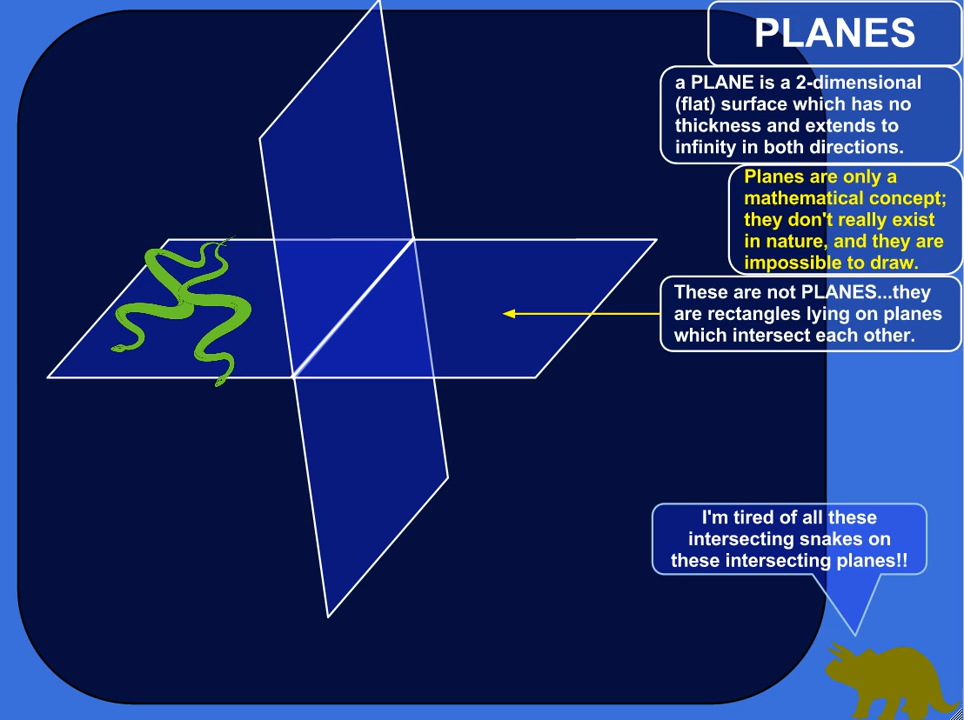 PLANES
a PLANE is a 2-dimensional
(flat) surface which has no
thickness and extends to
infinity in both directions.
Planes are only a
mathematical concept;
they don't really exist
in nature, and they are
impossible to draw.
These are not PLANES...they
are rectangles lying on planes
which intersect each other.
I'm tired of all these
intersecting snakes on
these intersecting planes!!